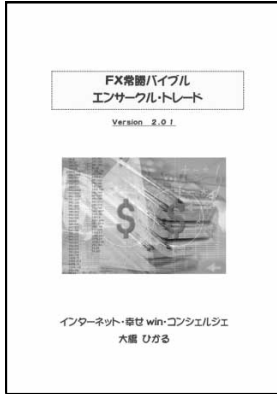 FX常勝バイブル
エンサークル・トレード
Version 2.01
$ $
インターネット・幸せ win・コンシェルジェ
大橋 ひかる